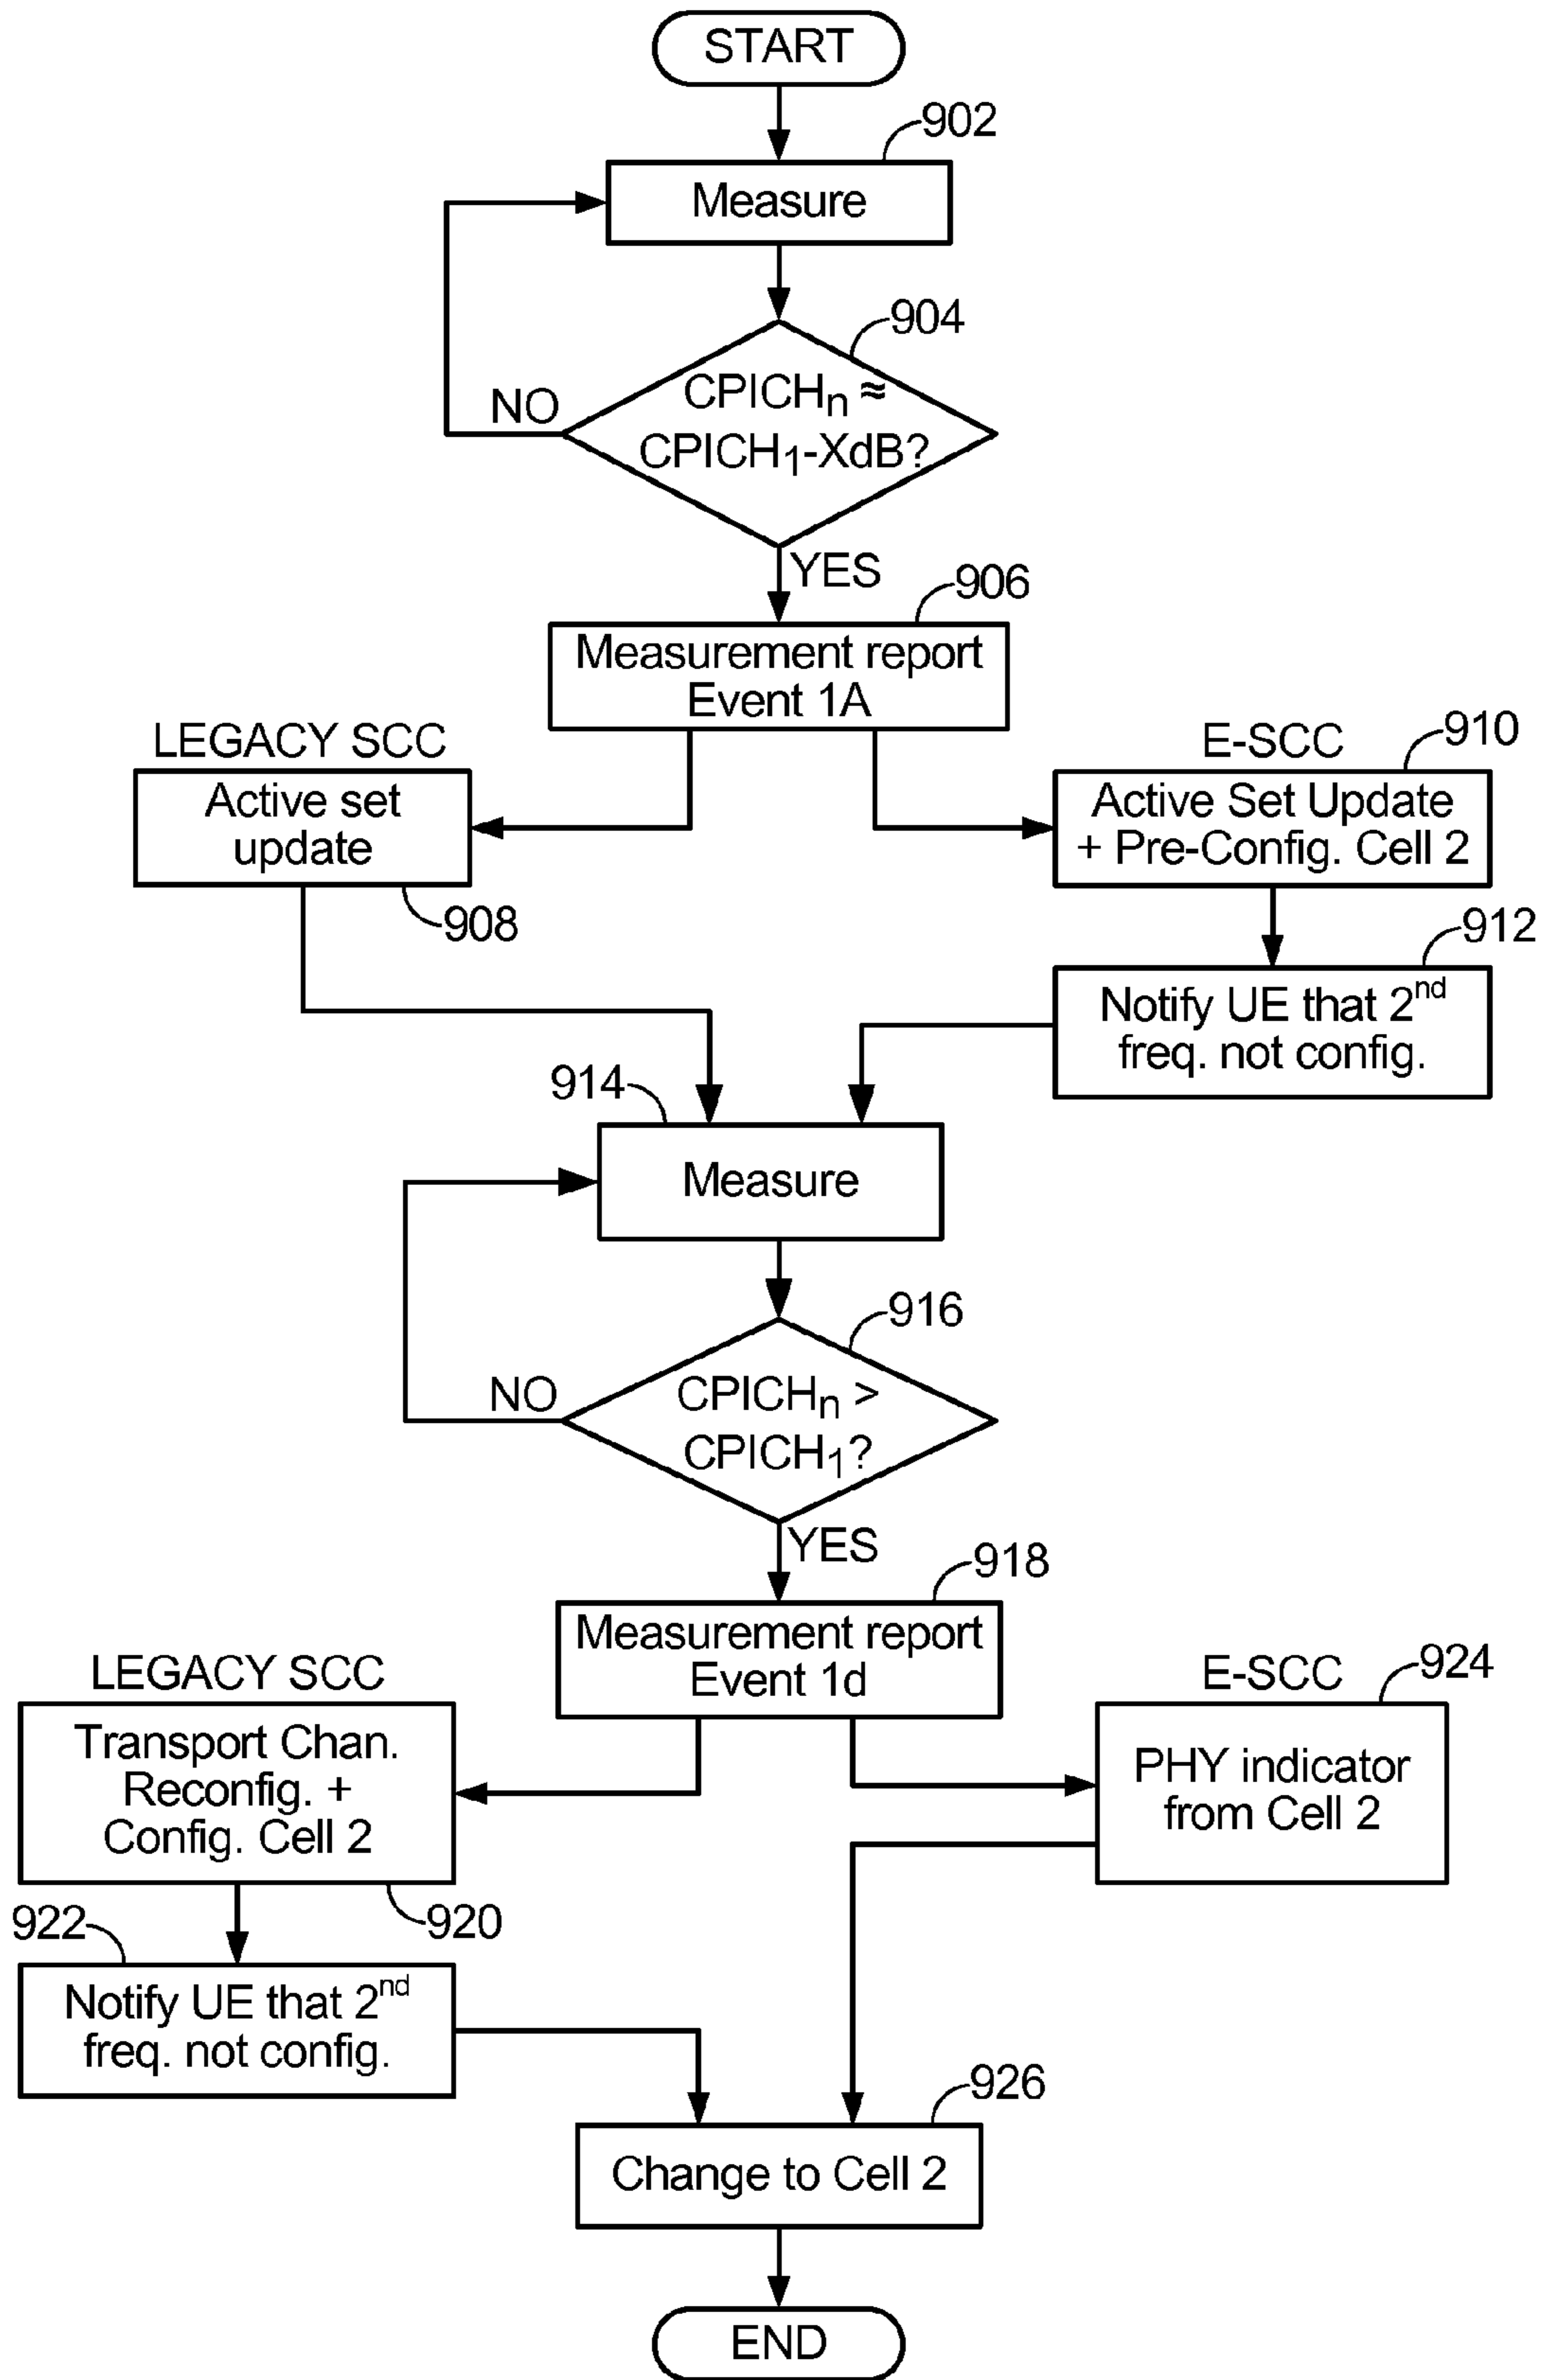 START
902
Measure
904
CPICHn ≈
CPICH1-XdB?
NO
YES
906
Measurement report
Event 1A
LEGACY SCC
Active set
update
908
E-SCC
910
Active Set Update
+ Pre-Config. Cell 2
912
Notify UE that 2nd
freq. not config.
914
Measure
916
CPICHn >
CPICH1?
NO
YES
918
Measurement report
Event 1d
LEGACY SCC
Transport Chan.
Reconfig. +
Config. Cell 2
920
922
Notify UE that 2nd
freq. not config.
E-SCC
924
PHY indicator
from Cell 2
926
Change to Cell 2
END